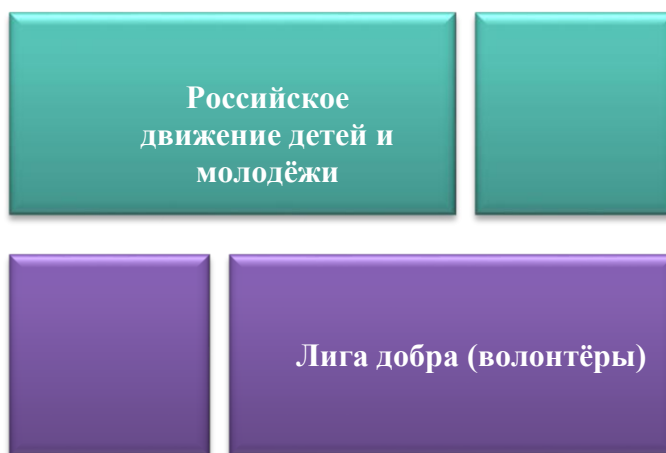 Российское
движение детей и
молодёжи
Лига добра (волонтёры)